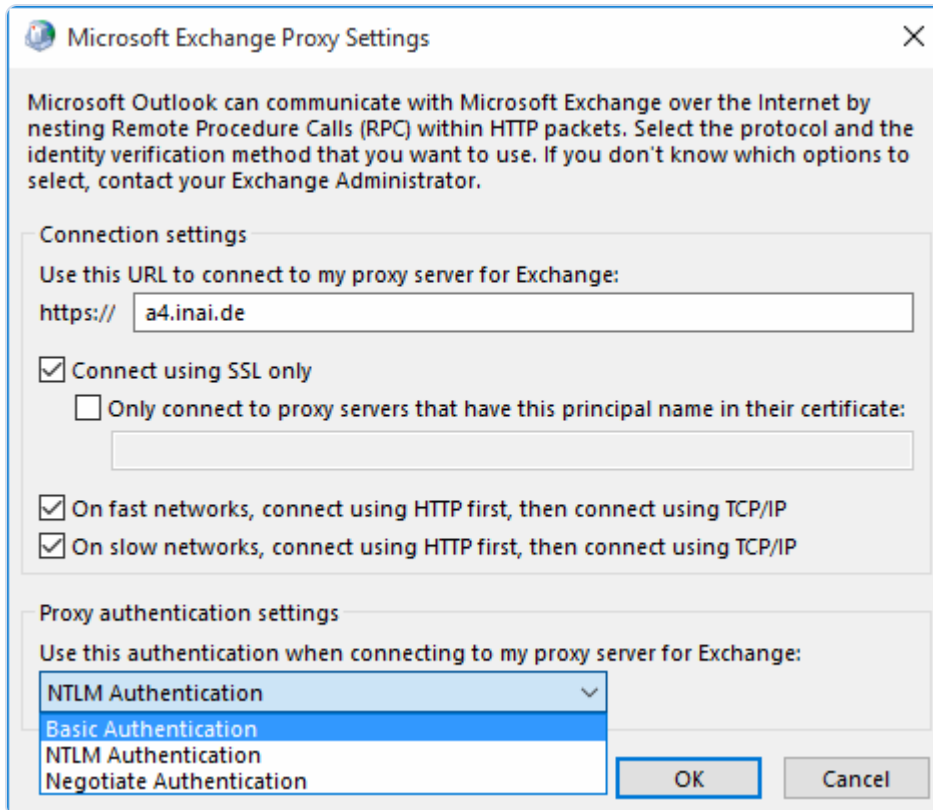 Microsoft Exchange Proxy Settings
Microsoft Outlook can communicate with Microsoft Exchange over the Internet by
nesting Remote Procedure Calls (RPC) within HTTP packets. Select the protocol and the
identity verification method that you want to use. If you don't know which options to
select, contact your Exchange Administrator.
Connection settings
Use this URL to connect to my proxy server for Exchange:
https:// a4.inai.de
Connect using SSL only
Only connect to proxy servers that have this principal name in their certificate:
On fast networks, connect using HTTP first, then connect using TCP/IP
On slow networks, connect using HTTP first, then connect using TCP/IP
Proxy authentication settings
Use this authentication when connecting to my proxy server for Exchange:
NTLM Authentication
Basic Authentication
NTLM Authentication
Negotiate Authentication
OK Cancel